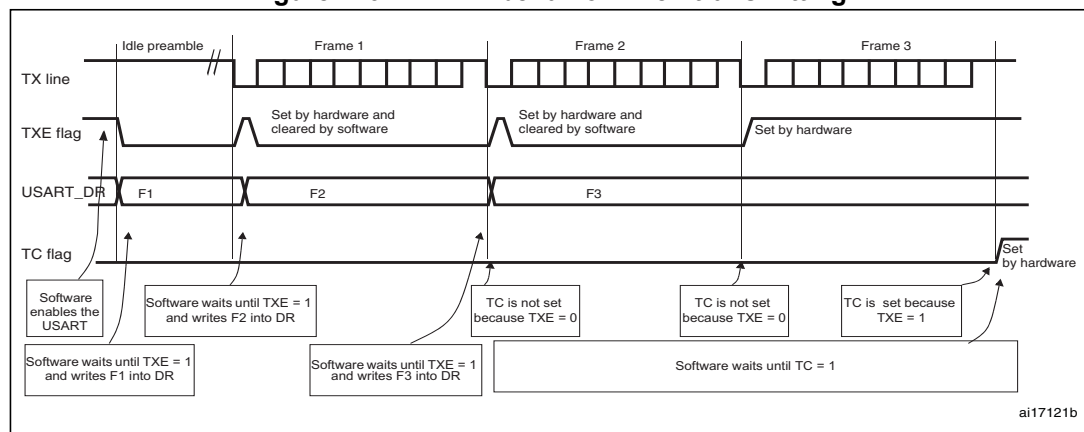 Idle preamble
Frame 1
Frame 2
Frame 3
TX line
TXE flag
Set by hardware and
cleared by software
Set by hardware and
cleared by software
Set by hardware
USART_DR
F1
F2
F3
TC flag
Set
by hardware
Software
enables the
USART
Software waits until TXE = 1
and writes F2 into DR
TC is not set
because TXE = 0
TC is not set
because TXE = 0
TC is set because
TXE = 1
Software waits until TXE = 1
and writes F1 into DR
Software waits until TXE = 1
and writes F3 into DR
Software waits until TC = 1
ai17121b